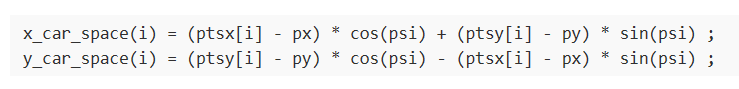 x_car_space(i) = (ptsx[i] - px) * cos(psi) + (ptsy[i] - py) * sin(psi) ;
y_car_space(i) = (ptsy[i] - py) * cos(psi) - (ptsx[i] - px) * sin(psi) ;